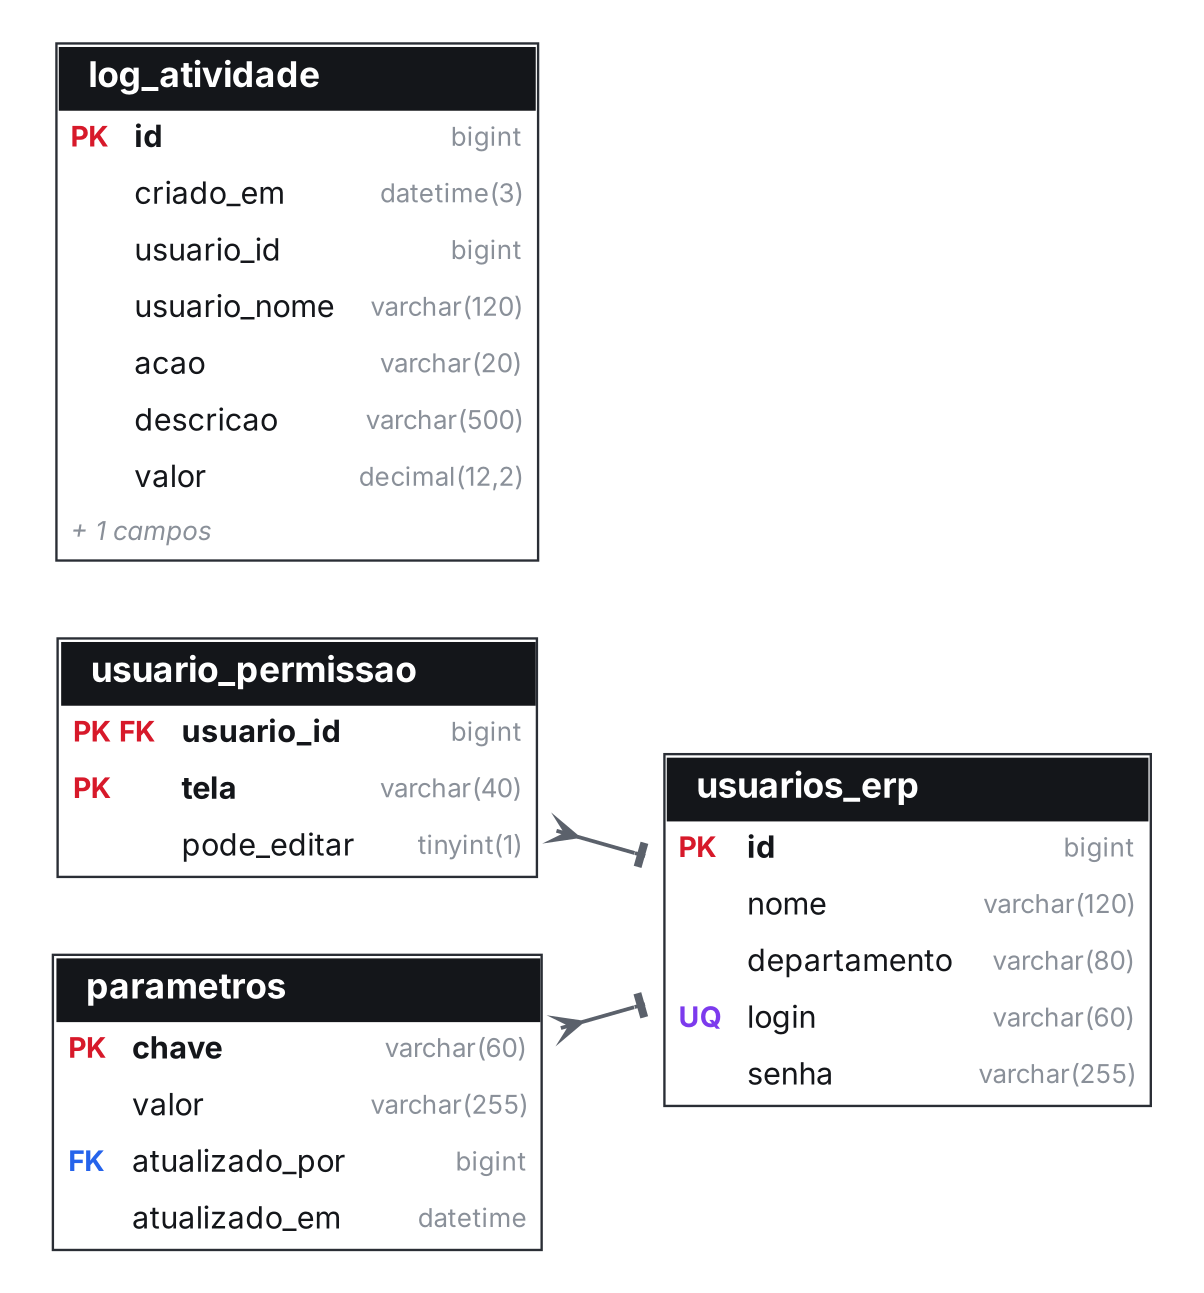 log_atividade
PK id bigint
criado_em datetime(3)
usuario_id bigint
usuario_nome varchar(120)
acao varchar(20)
descricao varchar(500)
valor decimal(12,2)
+ 1 campos
usuario_permissao
PK FK usuario_id bigint
PK tela varchar(40)
pode_editar tinyint(1)
usuarios_erp
PK id bigint
nome varchar(120)
departamento varchar(80)
UQ login varchar(60)
senha varchar(255)
parametros
PK chave varchar(60)
valor varchar(255)
FK atualizado_por bigint
atualizado_em datetime